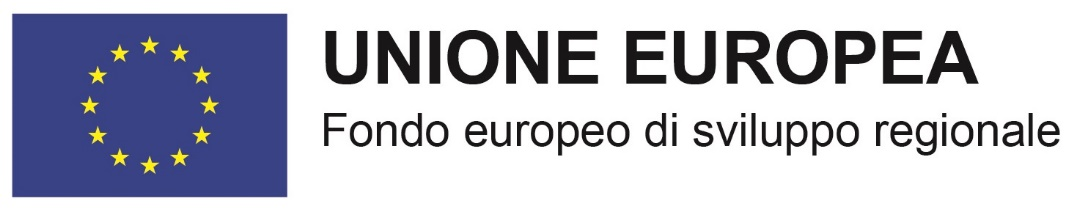 UNIONE EUROPEA
Fondo europeo di sviluppo regionale